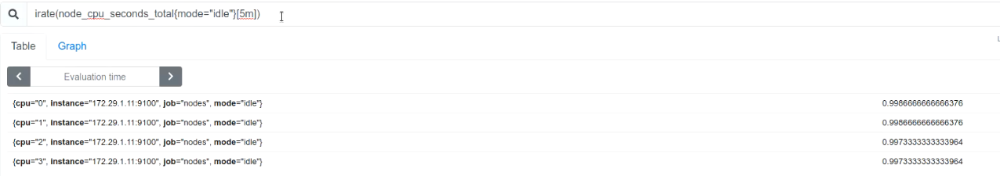 irate(node_cpu_seconds_total{mode="idle"}[5m])
Table Graph
Evaluation time
{cpu="0", instance="172.29.1.11:9100", job="nodes", mode="idle"} 0.9986666666666376
{cpu="1", instance="172.29.1.11:9100", job="nodes", mode="idle"} 0.9986666666666376
{cpu="2", instance="172.29.1.11:9100", job="nodes", mode="idle"} 0.9973333333333964
{cpu="3", instance="172.29.1.11:9100", job="nodes", mode="idle"} 0.9973333333333964